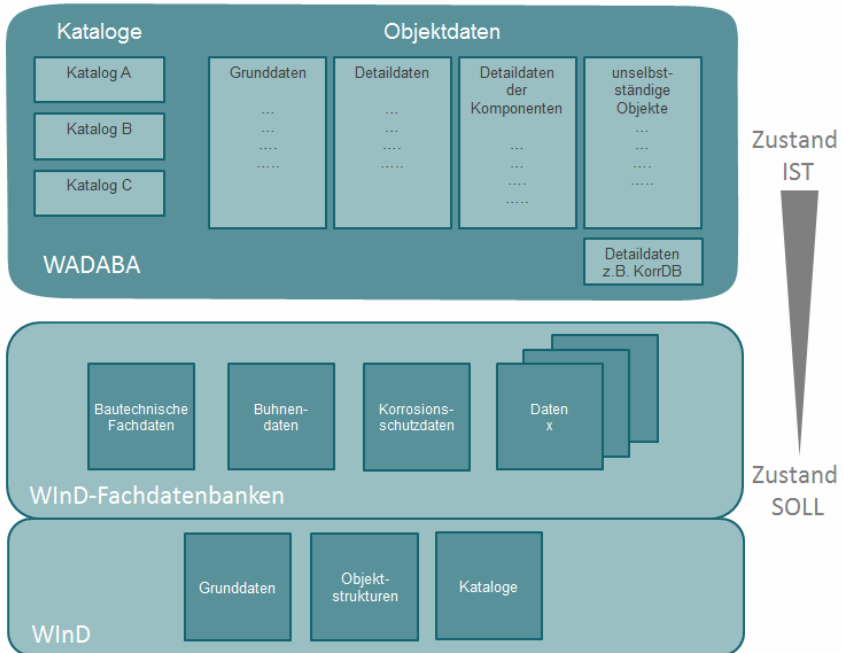 Kataloge
Objektdaten
Katalog A
Katalog B
Katalog C
Grunddaten
...
...
....
.....
Detaildaten
...
...
....
.....
Detaildaten
der
Komponenten
...
...
....
.....
unselbst-
ständige
Objekte
...
...
....
.....
Detaildaten
z.B. KorrDB
WADABA
Zustand
IST
Bautechnische
Fachdaten
Buhnen-
daten
Korrosions-
schutzdaten
Daten
x
WInD-Fachdatenbanken
Zustand
SOLL
Grunddaten
Objekt-
strukturen
Kataloge
WInD